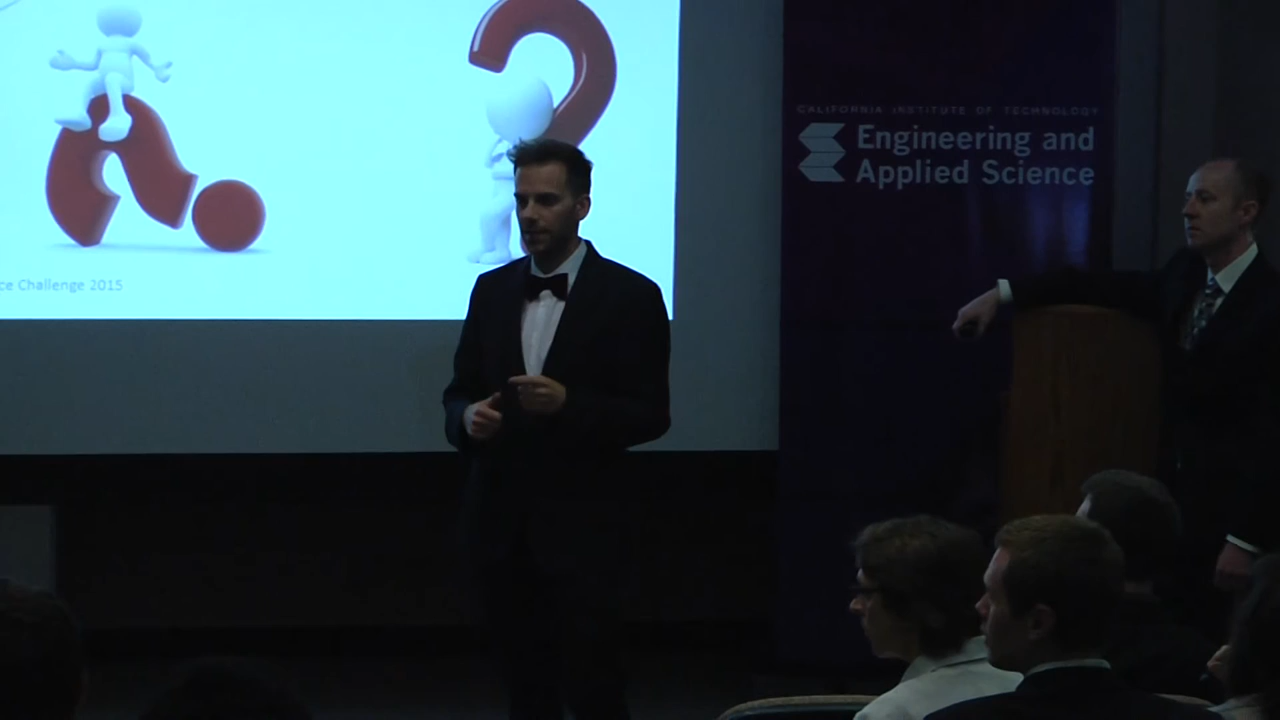 ce Challenge 2015
CALIFORNIA INSTITUTE OF TECHNOLOGY
Engineering and
Applied Science